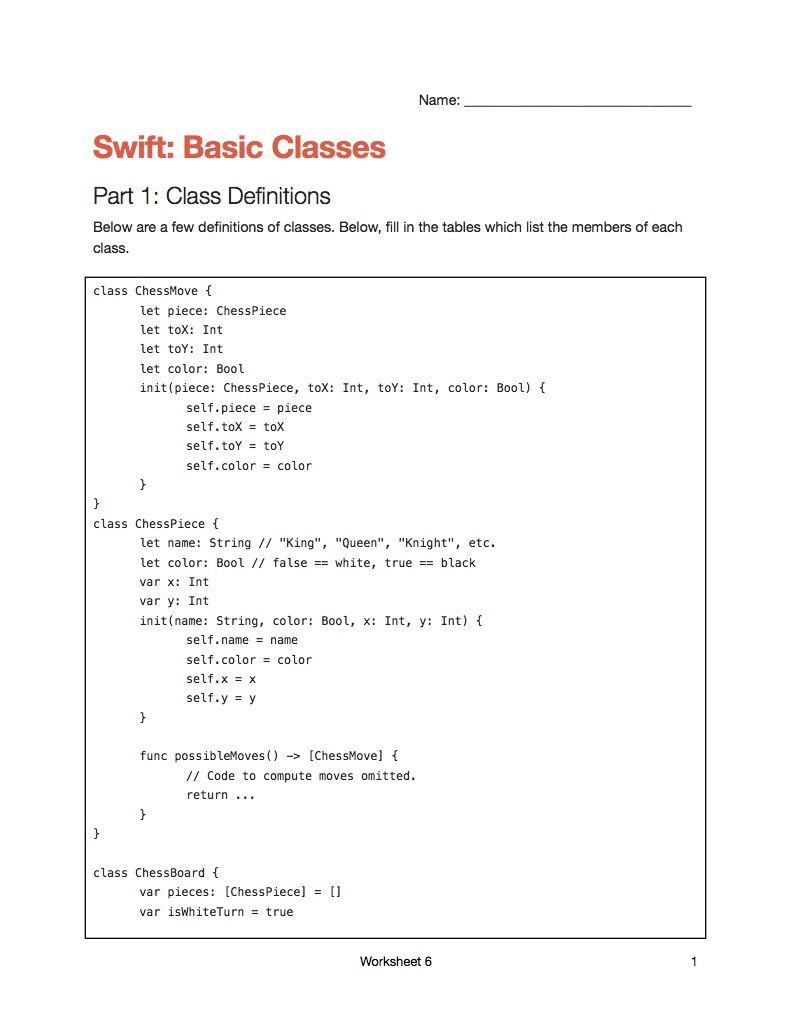 Name: ______________________________
Swift: Basic Classes
Part 1: Class Definitions
Below are a few definitions of classes. Below, fill in the tables which list the members of each
class.
class ChessMove {
let piece: ChessPiece
let toX: Int
let toY: Int
let color: Bool
init(piece: ChessPiece, toX: Int, toY: Int, color: Bool) {
self.piece = piece
self.toX = toX
self.toY = toY
self.color = color
}
}
class ChessPiece {
let name: String // "King", "Queen", "Knight", etc.
let color: Bool // false == white, true == black
var x: Int
var y: Int
init(name: String, color: Bool, x: Int, y: Int) {
self.name = name
self.color = color
self.x = x
self.y = y
}
func possibleMoves() -> [ChessMove] {
// Code to compute moves omitted.
return ...
}
}
class ChessBoard {
var pieces: [ChessPiece] = []
var isWhiteTurn = true
Worksheet 6 1